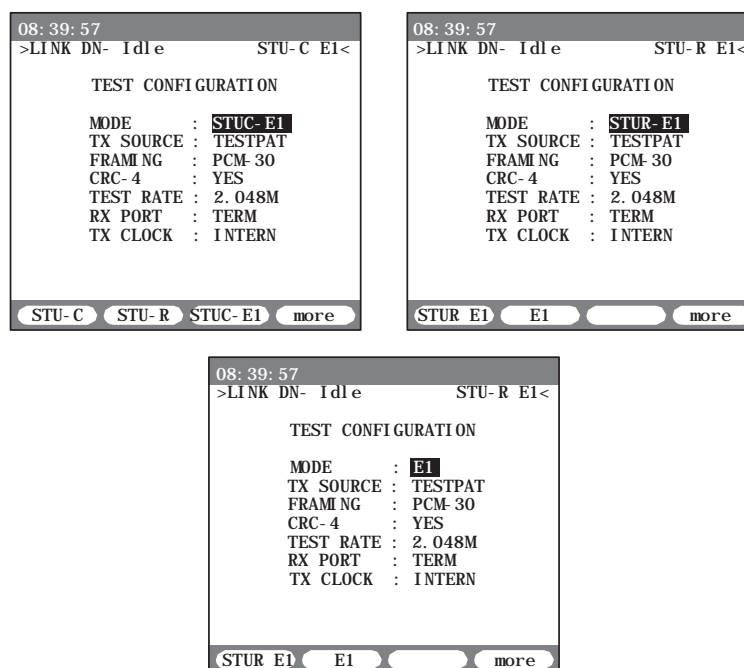 08:39:57
>LINK DN- Idle STU-C E1<
TEST CONFIGURATION
MODE : STUC-E1
TX SOURCE : TESTPAT
FRAMING : PCM-30
CRC-4 : YES
TEST RATE : 2.048M
RX PORT : TERM
TX CLOCK : INTERN
STU-C STU-R STUC-E1 more
08:39:57
>LINK DN- Idle STU-R E1<
TEST CONFIGURATION
MODE : STUR-E1
TX SOURCE : TESTPAT
FRAMING : PCM-30
CRC-4 : YES
TEST RATE : 2.048M
RX PORT : TERM
TX CLOCK : INTERN
STUR E1 E1 more
08:39:57
>LINK DN- Idle STU-R E1<
TEST CONFIGURATION
MODE : E1
TX SOURCE : TESTPAT
FRAMING : PCM-30
CRC-4 : YES
TEST RATE : 2.048M
RX PORT : TERM
TX CLOCK : INTERN
STUR E1 E1 more